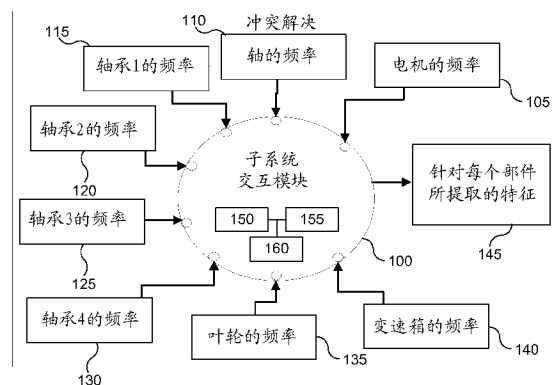 冲突解决
110
115
轴承1的频率
轴的频率
电机的频率
105
轴承2的频率
120
子系统
交互模块
针对每个部件
所提取的特征
145
轴承3的频率
125
150
155
160
100
轴承4的频率
130
叶轮的频率
135
变速箱的频率
140